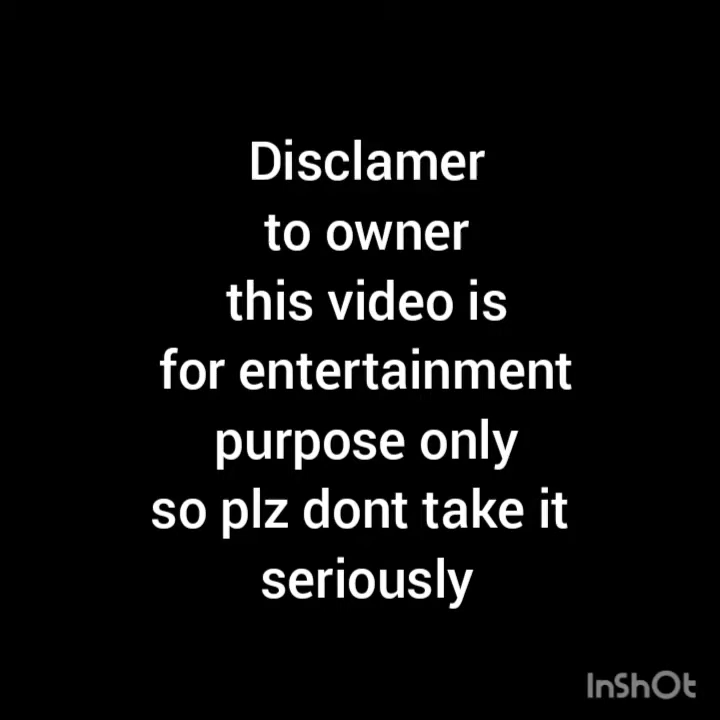 Disclamer
to owner
this video is
for entertainment
purpose only
so plz dont take it
seriously
InShOt